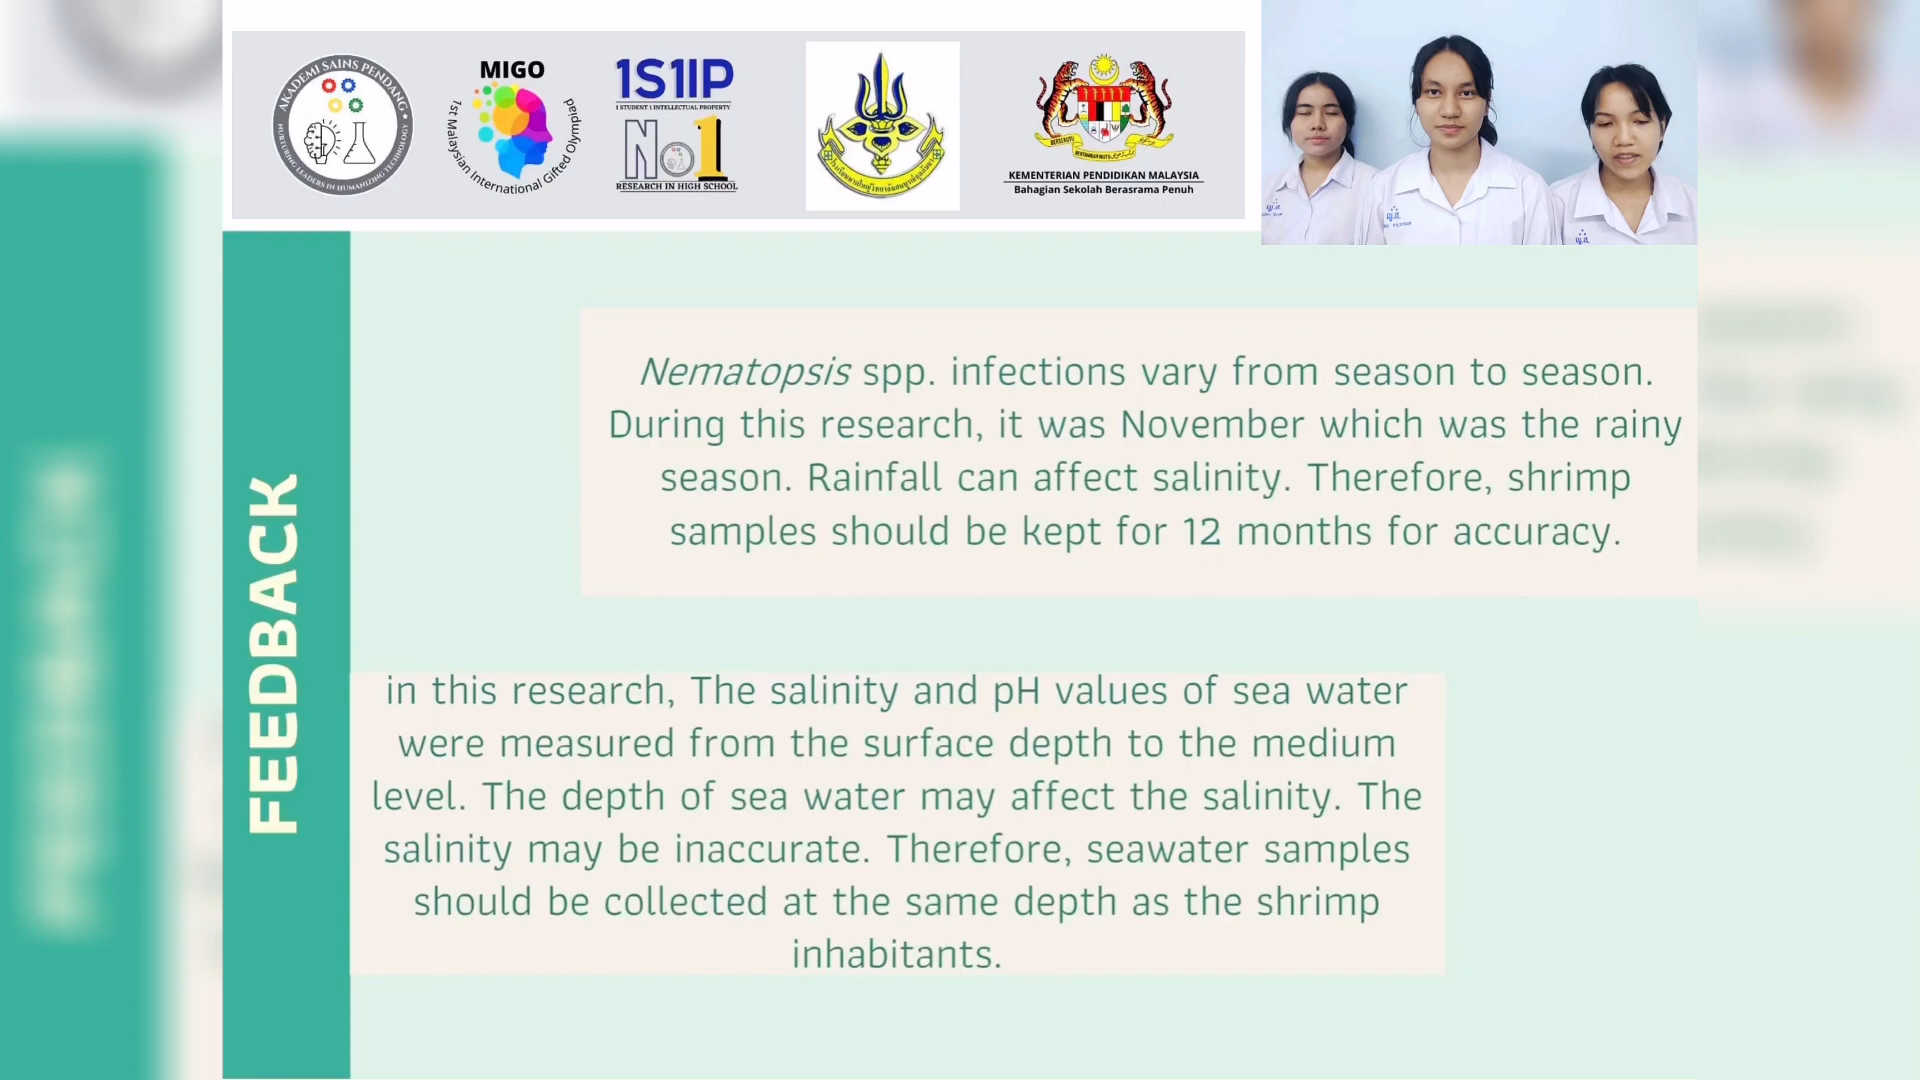 AKADEMI SAINS PENDANG
NURTURING LEADERS IN HUMANIZING TECHNOLOGY
MIGO
1st Malaysian International Gifted Olympiad
1S1IP
1 STUDENT 1 INTELLECTUAL PROPERTY
No1
RESEARCH IN HIGH SCHOOL
KEMENTERIAN PENDIDIKAN MALAYSIA
Bahagian Sekolah Berasrama Penuh
FEEDBACK
Nematopsis spp. infections vary from season to season.
During this research, it was November which was the rainy
season. Rainfall can affect salinity. Therefore, shrimp
samples should be kept for 12 months for accuracy.
in this research, The salinity and pH values of sea water
were measured from the surface depth to the medium
level. The depth of sea water may affect the salinity. The
salinity may be inaccurate. Therefore, seawater samples
should be collected at the same depth as the shrimp
inhabitants.